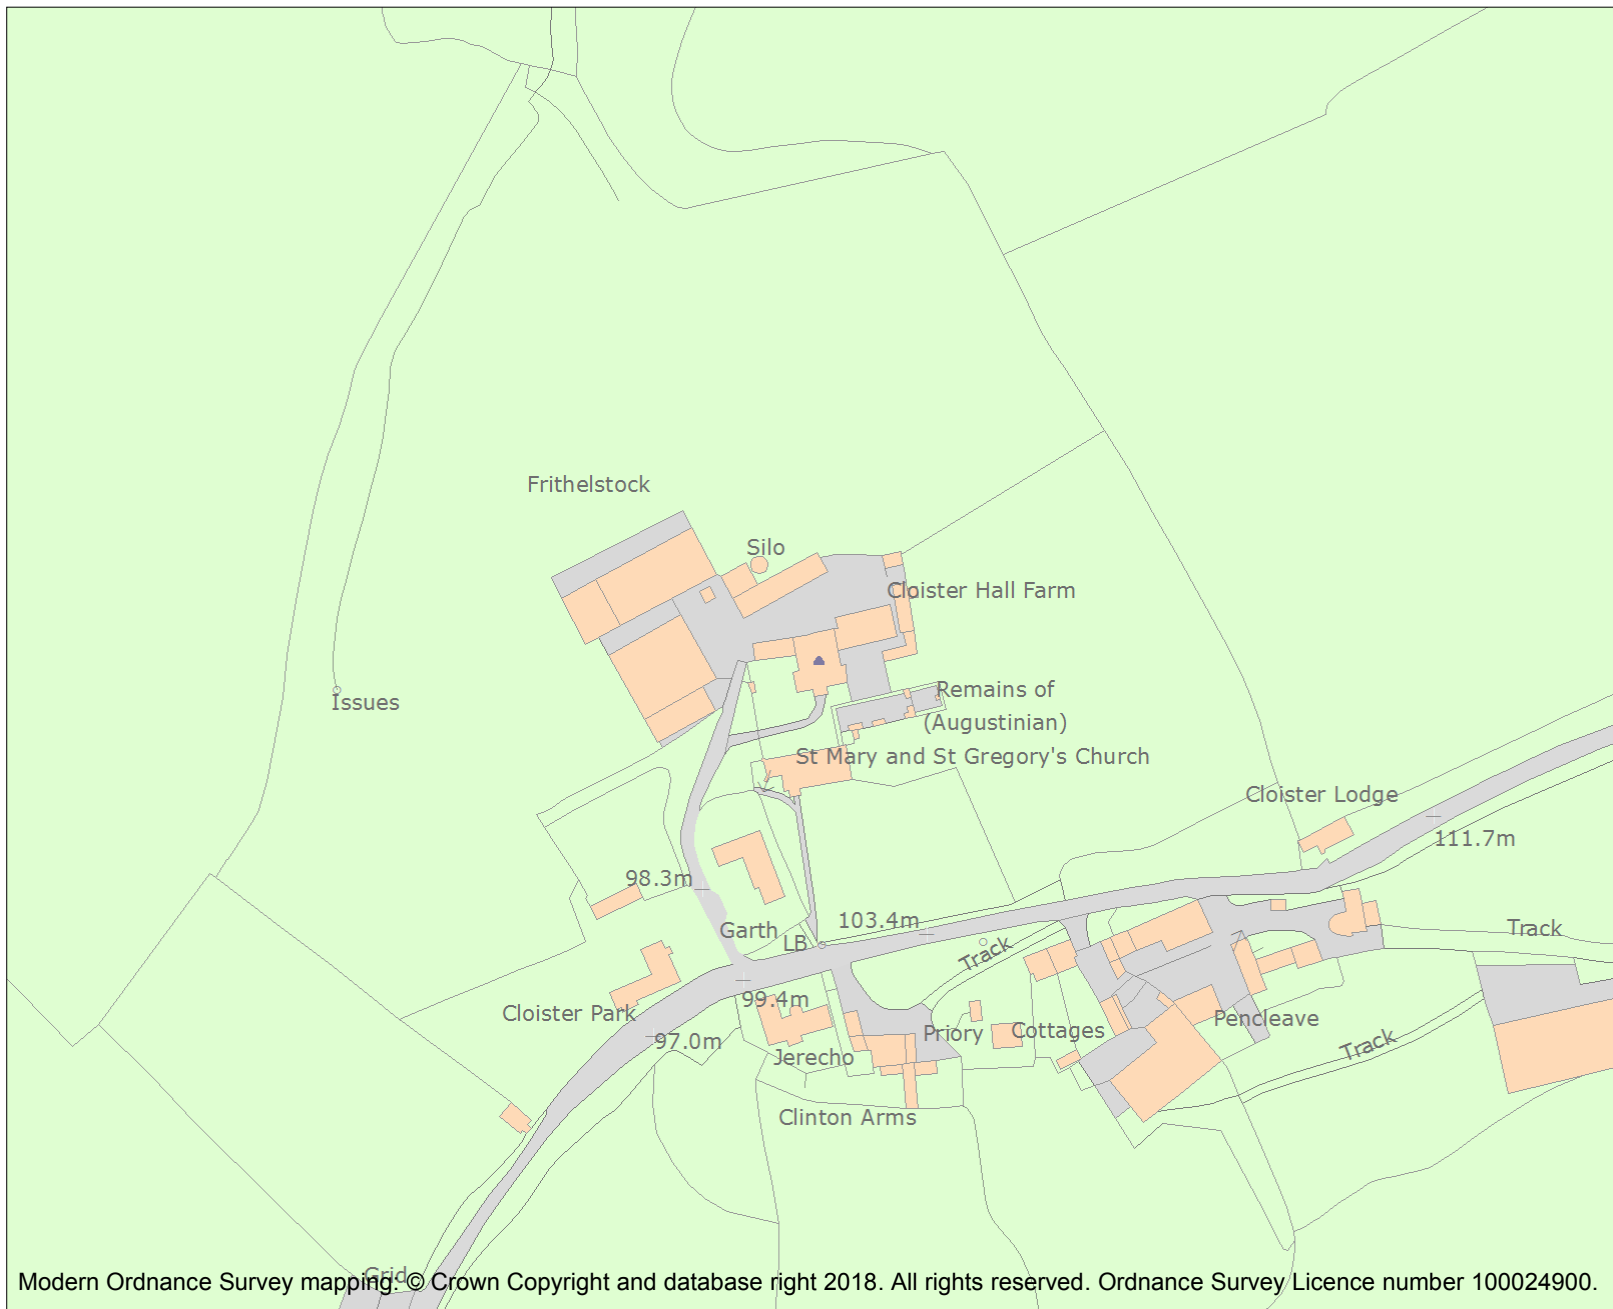 Frithelstock
Silo
Cloister Hall Farm
Issues
Remains of
(Augustinian)
St Mary and St Gregory's Church
Cloister Lodge
111.7m
98.3m
103.4m
Garth
LB
Track
Track
99.4m
Cloister Park
97.0m
Priory
Cottages
Pencleave
Track
Jerecho
Clinton Arms
Grid
Modern Ordnance Survey mapping: © Crown Copyright and database right 2018. All rights reserved. Ordnance Survey Licence number 100024900.